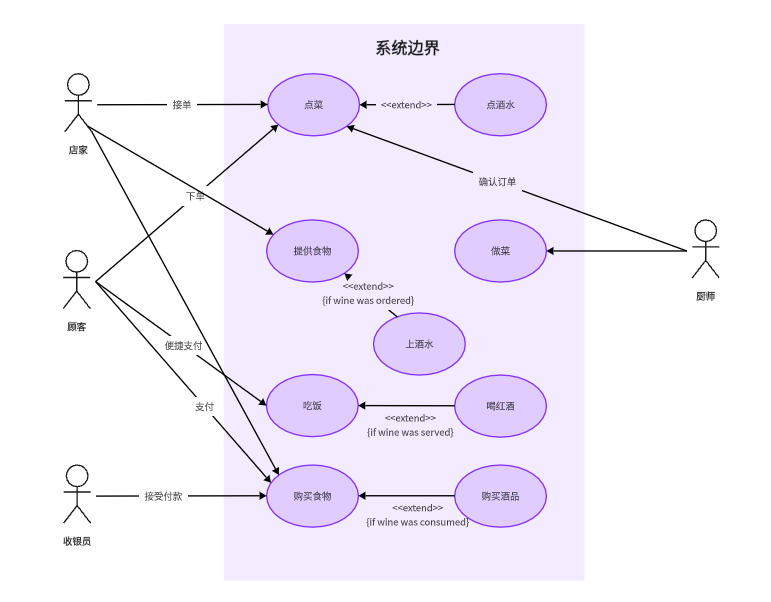 系统边界
接单
点菜
<<extend>>
点酒水
店家
确认订单
下单
提供食物
做菜
<<extend>>
{if wine was ordered}
厨师
顾客
便捷支付
上酒水
支付
吃饭
喝红酒
<<extend>>
{if wine was served}
接受付款
购买食物
购买酒品
<<extend>>
{if wine was consumed}
收银员